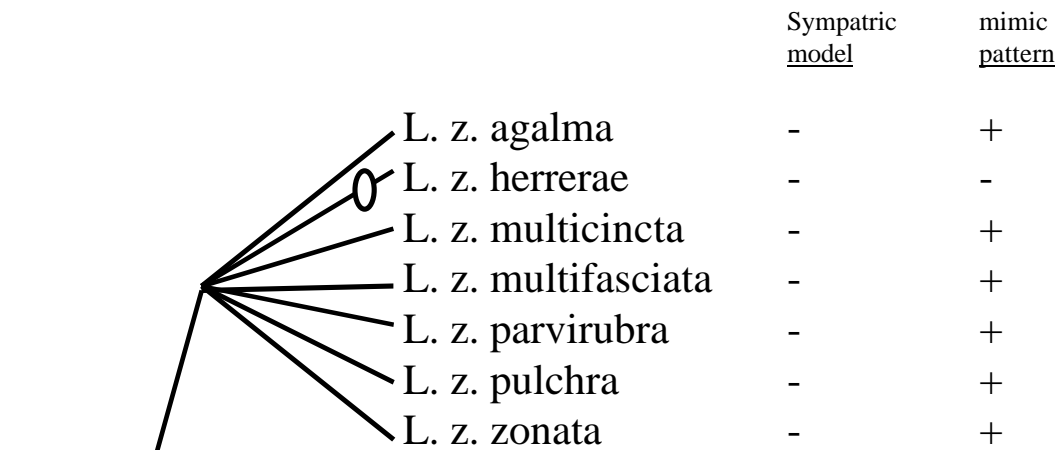 Sympatric mimic
model pattern
L. z. agalma - +
L. z. herrerae - -
L. z. multicincta - +
L. z. multifasciata - +
L. z. parvirubra - +
L. z. pulchra - +
L. z. zonata - +